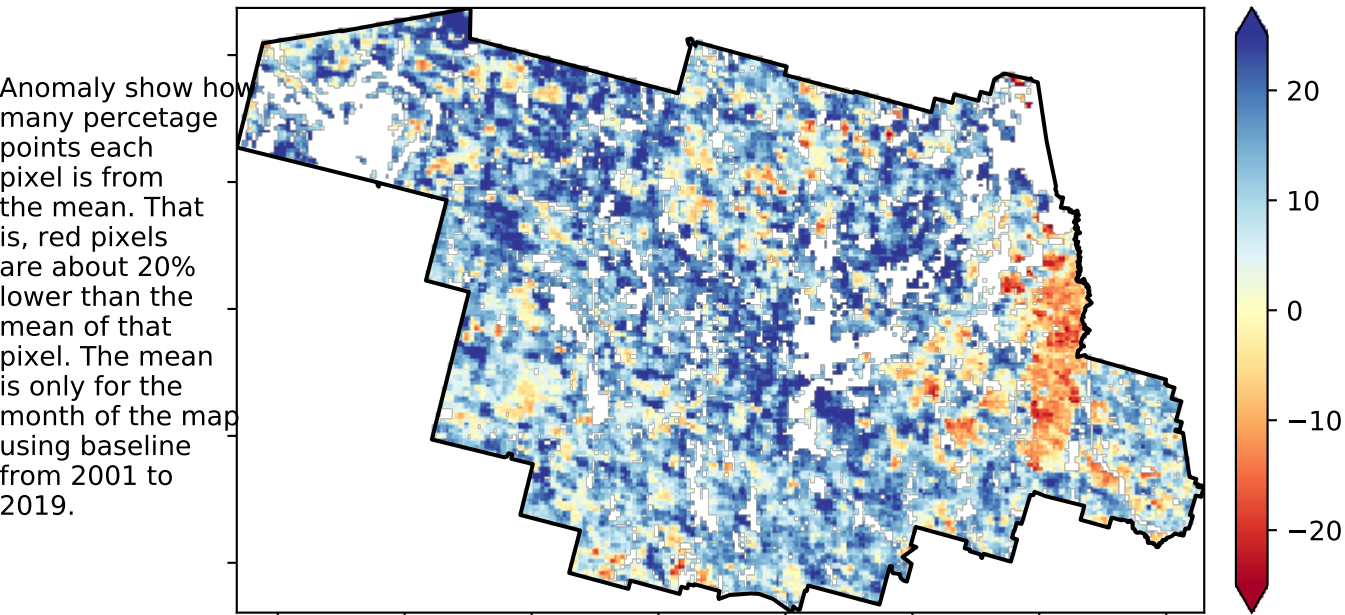 Anomaly show how
many percetage
points each
pixel is from
the mean. That
is, red pixels
are about 20%
lower than the
mean of that
pixel. The mean
is only for the
month of the map
using baseline
from 2001 to
2019.
20
10
0
−10
−20